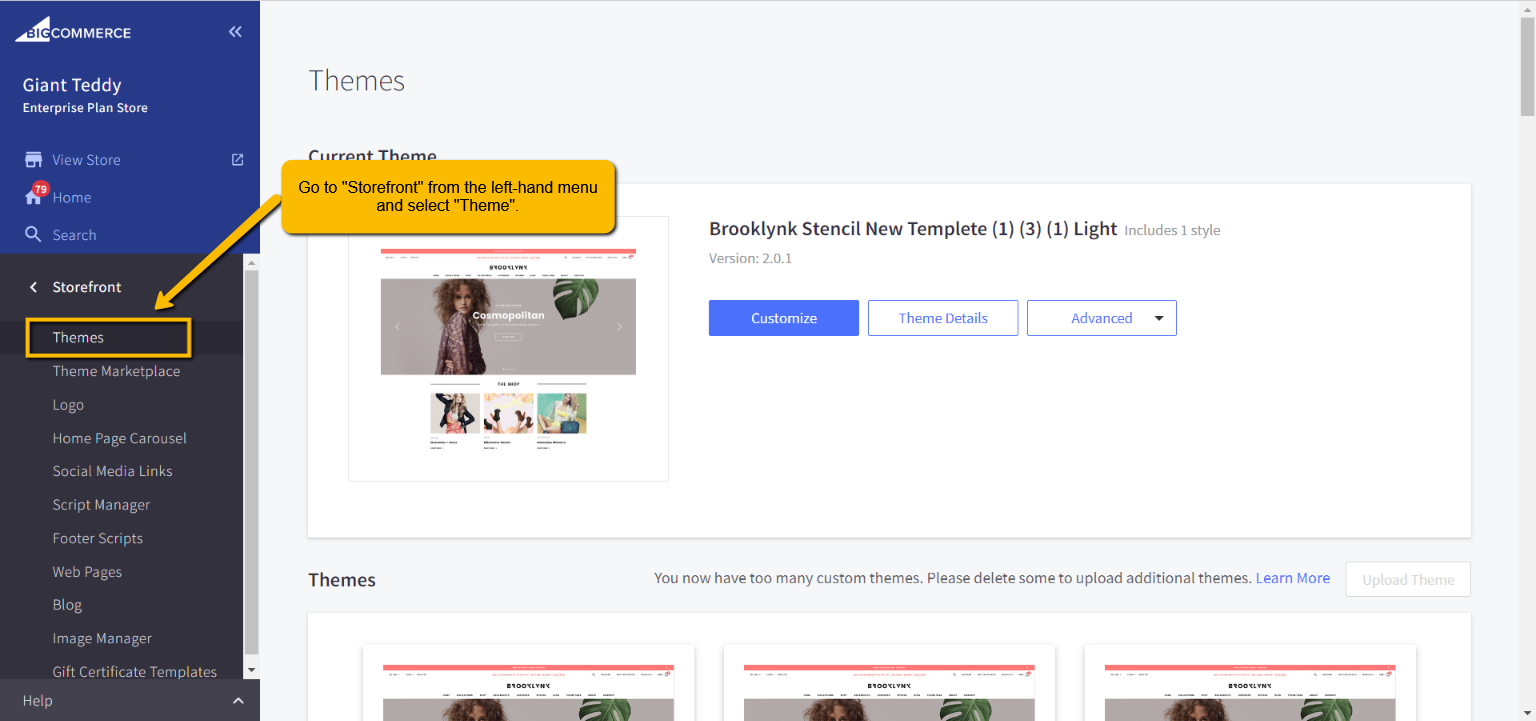 BIGCOMMERCE
Giant Teddy
Enterprise Plan Store
View Store
79
Home
Search
Storefront
Themes
Theme Marketplace
Logo
Home Page Carousel
Social Media Links
Script Manager
Footer Scripts
Web Pages
Blog
Image Manager
Gift Certificate Templates
Help
Themes
Current Theme
Go to "Storefront" from the left-hand menu
and select "Theme".
BROOKLYNK
Cosmopolitan
THE SHOP
Brooklynk Stencil New Templete (1) (3) (1) Light Includes 1 style
Version: 2.0.1
Customize Theme Details Advanced
Themes You now have too many custom themes. Please delete some to upload additional themes. Learn More Upload Theme
BROOKLYNK BROOKLYNK BROOKLYNK